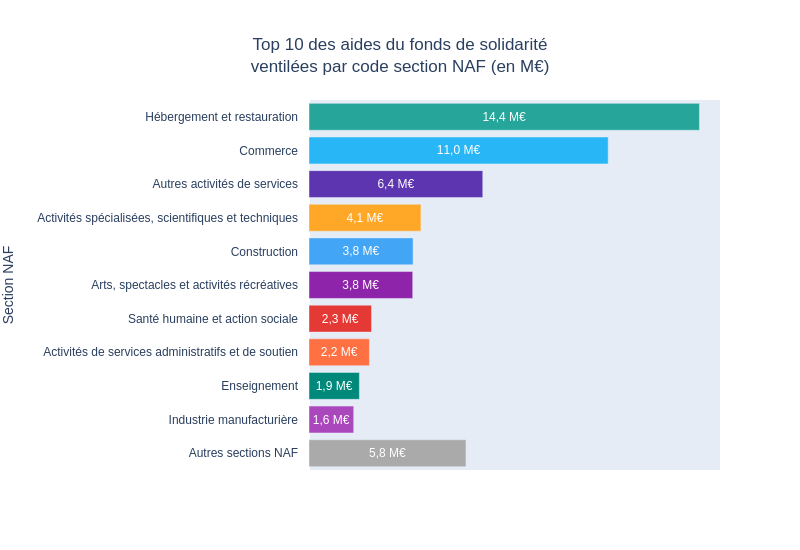 Top 10 des aides du fonds de solidarité
ventilées par code section NAF (en M€)
Section NAF
Hébergement et restauration 14,4 M€
Commerce 11,0 M€
Autres activités de services 6,4 M€
Activités spécialisées, scientifiques et techniques 4,1 M€
Construction 3,8 M€
Arts, spectacles et activités récréatives 3,8 M€
Santé humaine et action sociale 2,3 M€
Activités de services administratifs et de soutien 2,2 M€
Enseignement 1,9 M€
Industrie manufacturière 1,6 M€
Autres sections NAF 5,8 M€